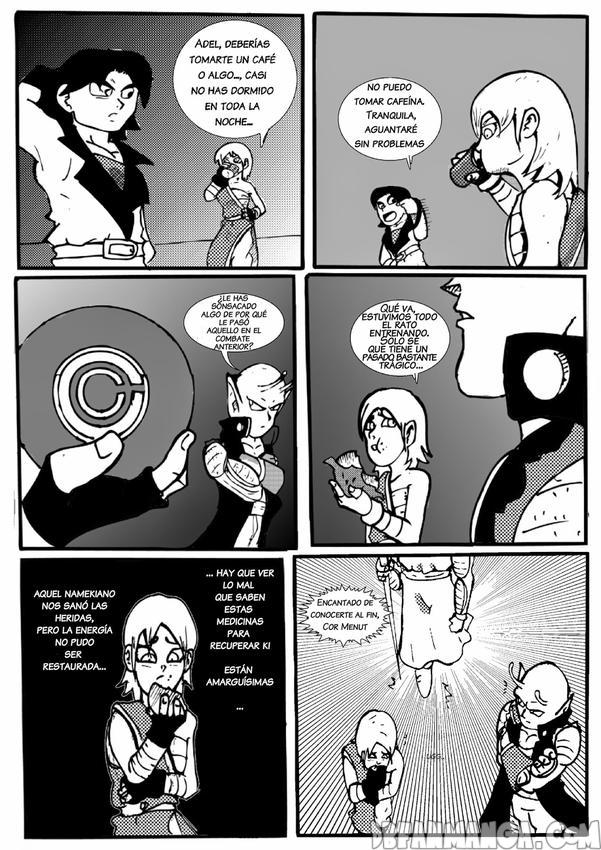 ADEL, DEBERÍAS
TOMARTE UN CAFÉ
O ALGO..., CASI
NO HAS DORMIDO
EN TODA LA
NOCHE...
NO PUEDO
TOMAR CAFEÍNA.
TRANQUILA,
AGUANTARÉ
SIN PROBLEMAS
¿LE HAS
SONSACADO
ALGO DE POR QUÉ
LE PASÓ
AQUELLO EN EL
COMBATE
ANTERIOR?
QUÉ VA,
ESTUVIMOS TODO
EL RATO
ENTRENANDO.
SÓLO SÉ
QUE TIENE UN
PASADO BASTANTE
TRÁGICO...
AQUEL
NAMEKIANO
NOS SANÓ LAS
HERIDAS,
PERO LA ENERGÍA
NO PUDO
SER
RESTAURADA...
... HAY QUE VER
LO MAL
QUE SABEN
ESTAS
MEDICINAS
PARA
RECUPERAR KI
ESTÁN
AMARGUÍSIMAS
...
ENCANTADO DE
CONOCERTE AL FIN,
COR MENUT
DBFANMANGA.COM